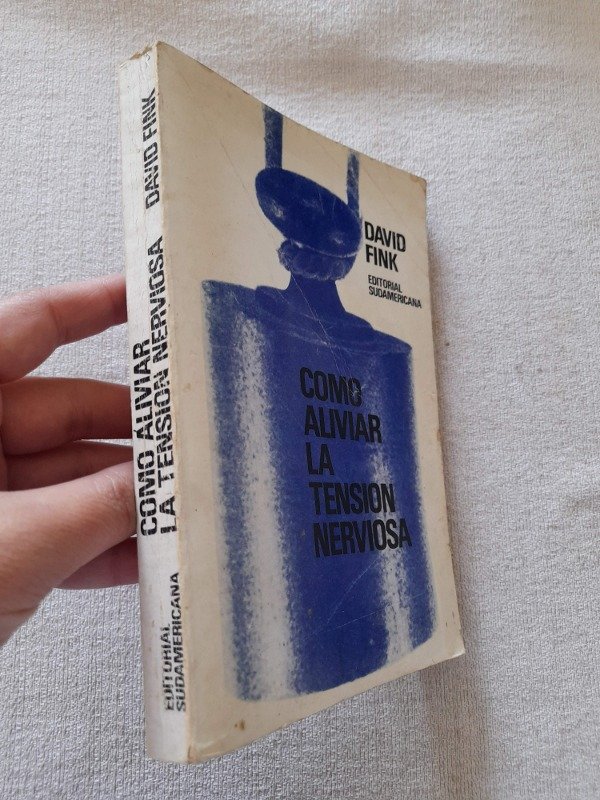 DAVID
FINK
EDITORIAL
SUDAMERICANA
COMO
ALIVIAR
LA
TENSION
NERVIOSA
COMO ALIVIAR
LA TENSION NERVIOSA DAVID FINK
EDITORIAL
SUDAMERICANA